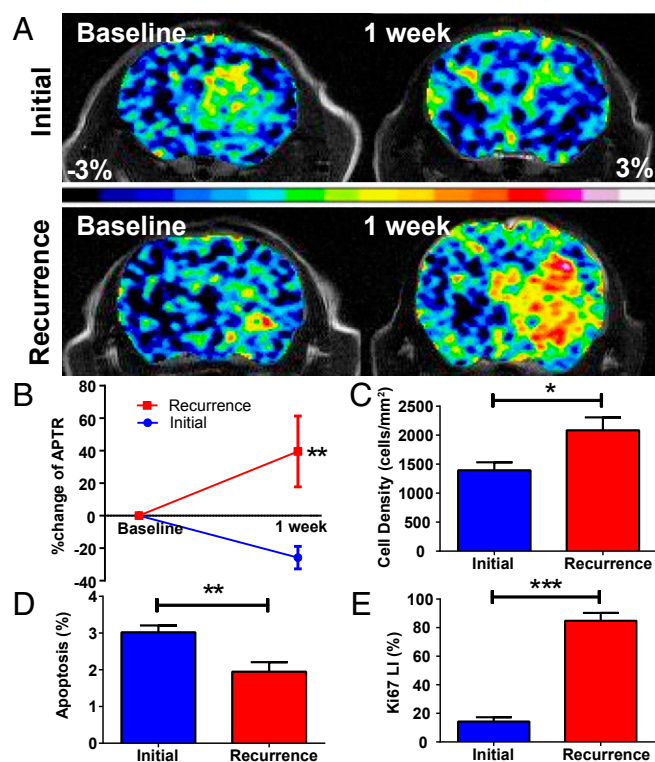 A
Baseline
1 week
Initial
-3%
3%
Baseline
1 week
Recurrence
B
80
60
40
20
0
-20
-40
%change of APTR
Recurrence
Initial
**
Baseline
1 week
C
2500
2000
1500
1000
500
0
Cell Density (cells/mm²)
*
Initial
Recurrence
D
4
3
2
1
0
Apoptosis (%)
**
Initial
Recurrence
E
100
80
60
40
20
0
Ki67 LI (%)
***
Initial
Recurrence